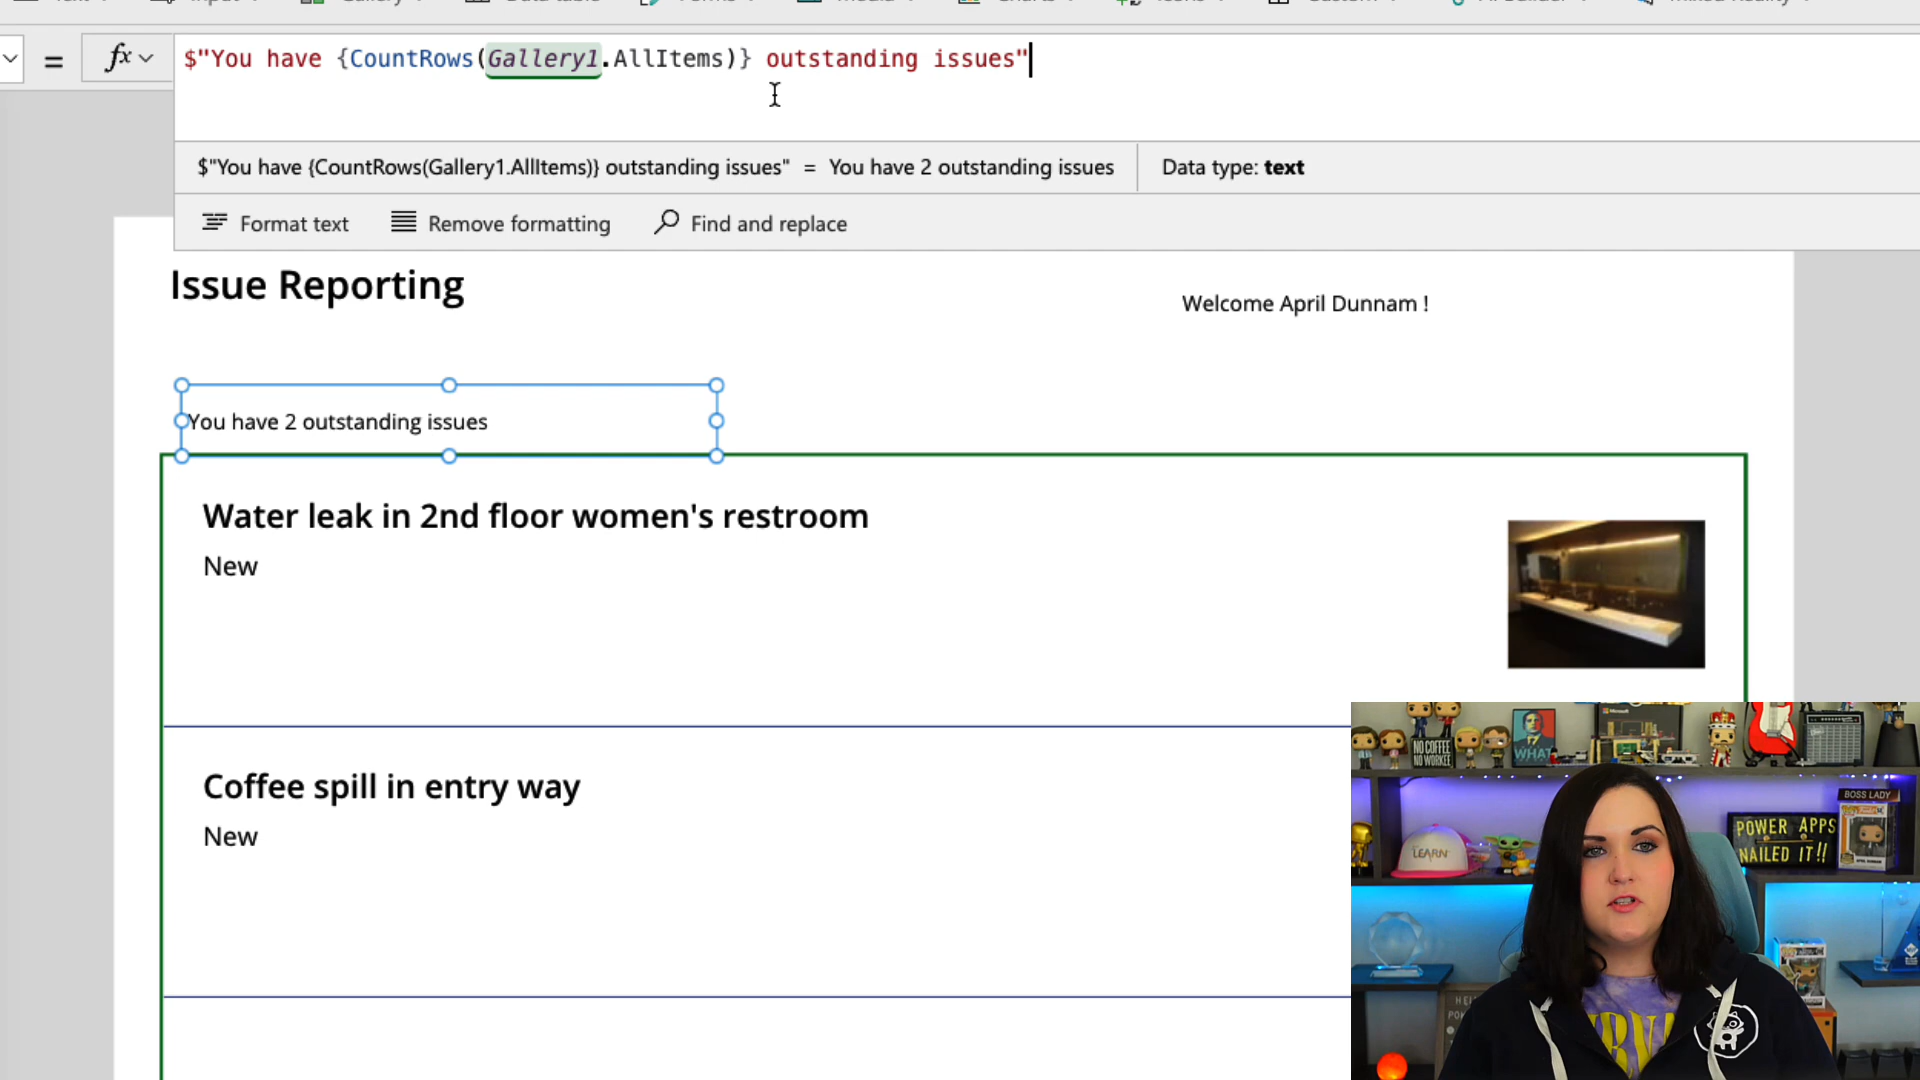 = fx $"You have {CountRows(Gallery1.AllItems)} outstanding issues"
$"You have {CountRows(Gallery1.AllItems)} outstanding issues" = You have 2 outstanding issues Data type: text
Format text Remove formatting Find and replace
Issue Reporting
Welcome April Dunnam !
You have 2 outstanding issues
Water leak in 2nd floor women's restroom
New
Coffee spill in entry way
New
NO COFFEE
NO WORKEE
WHAT
BOSS LADY
POWER APPS
NAILED IT!!
LEARN